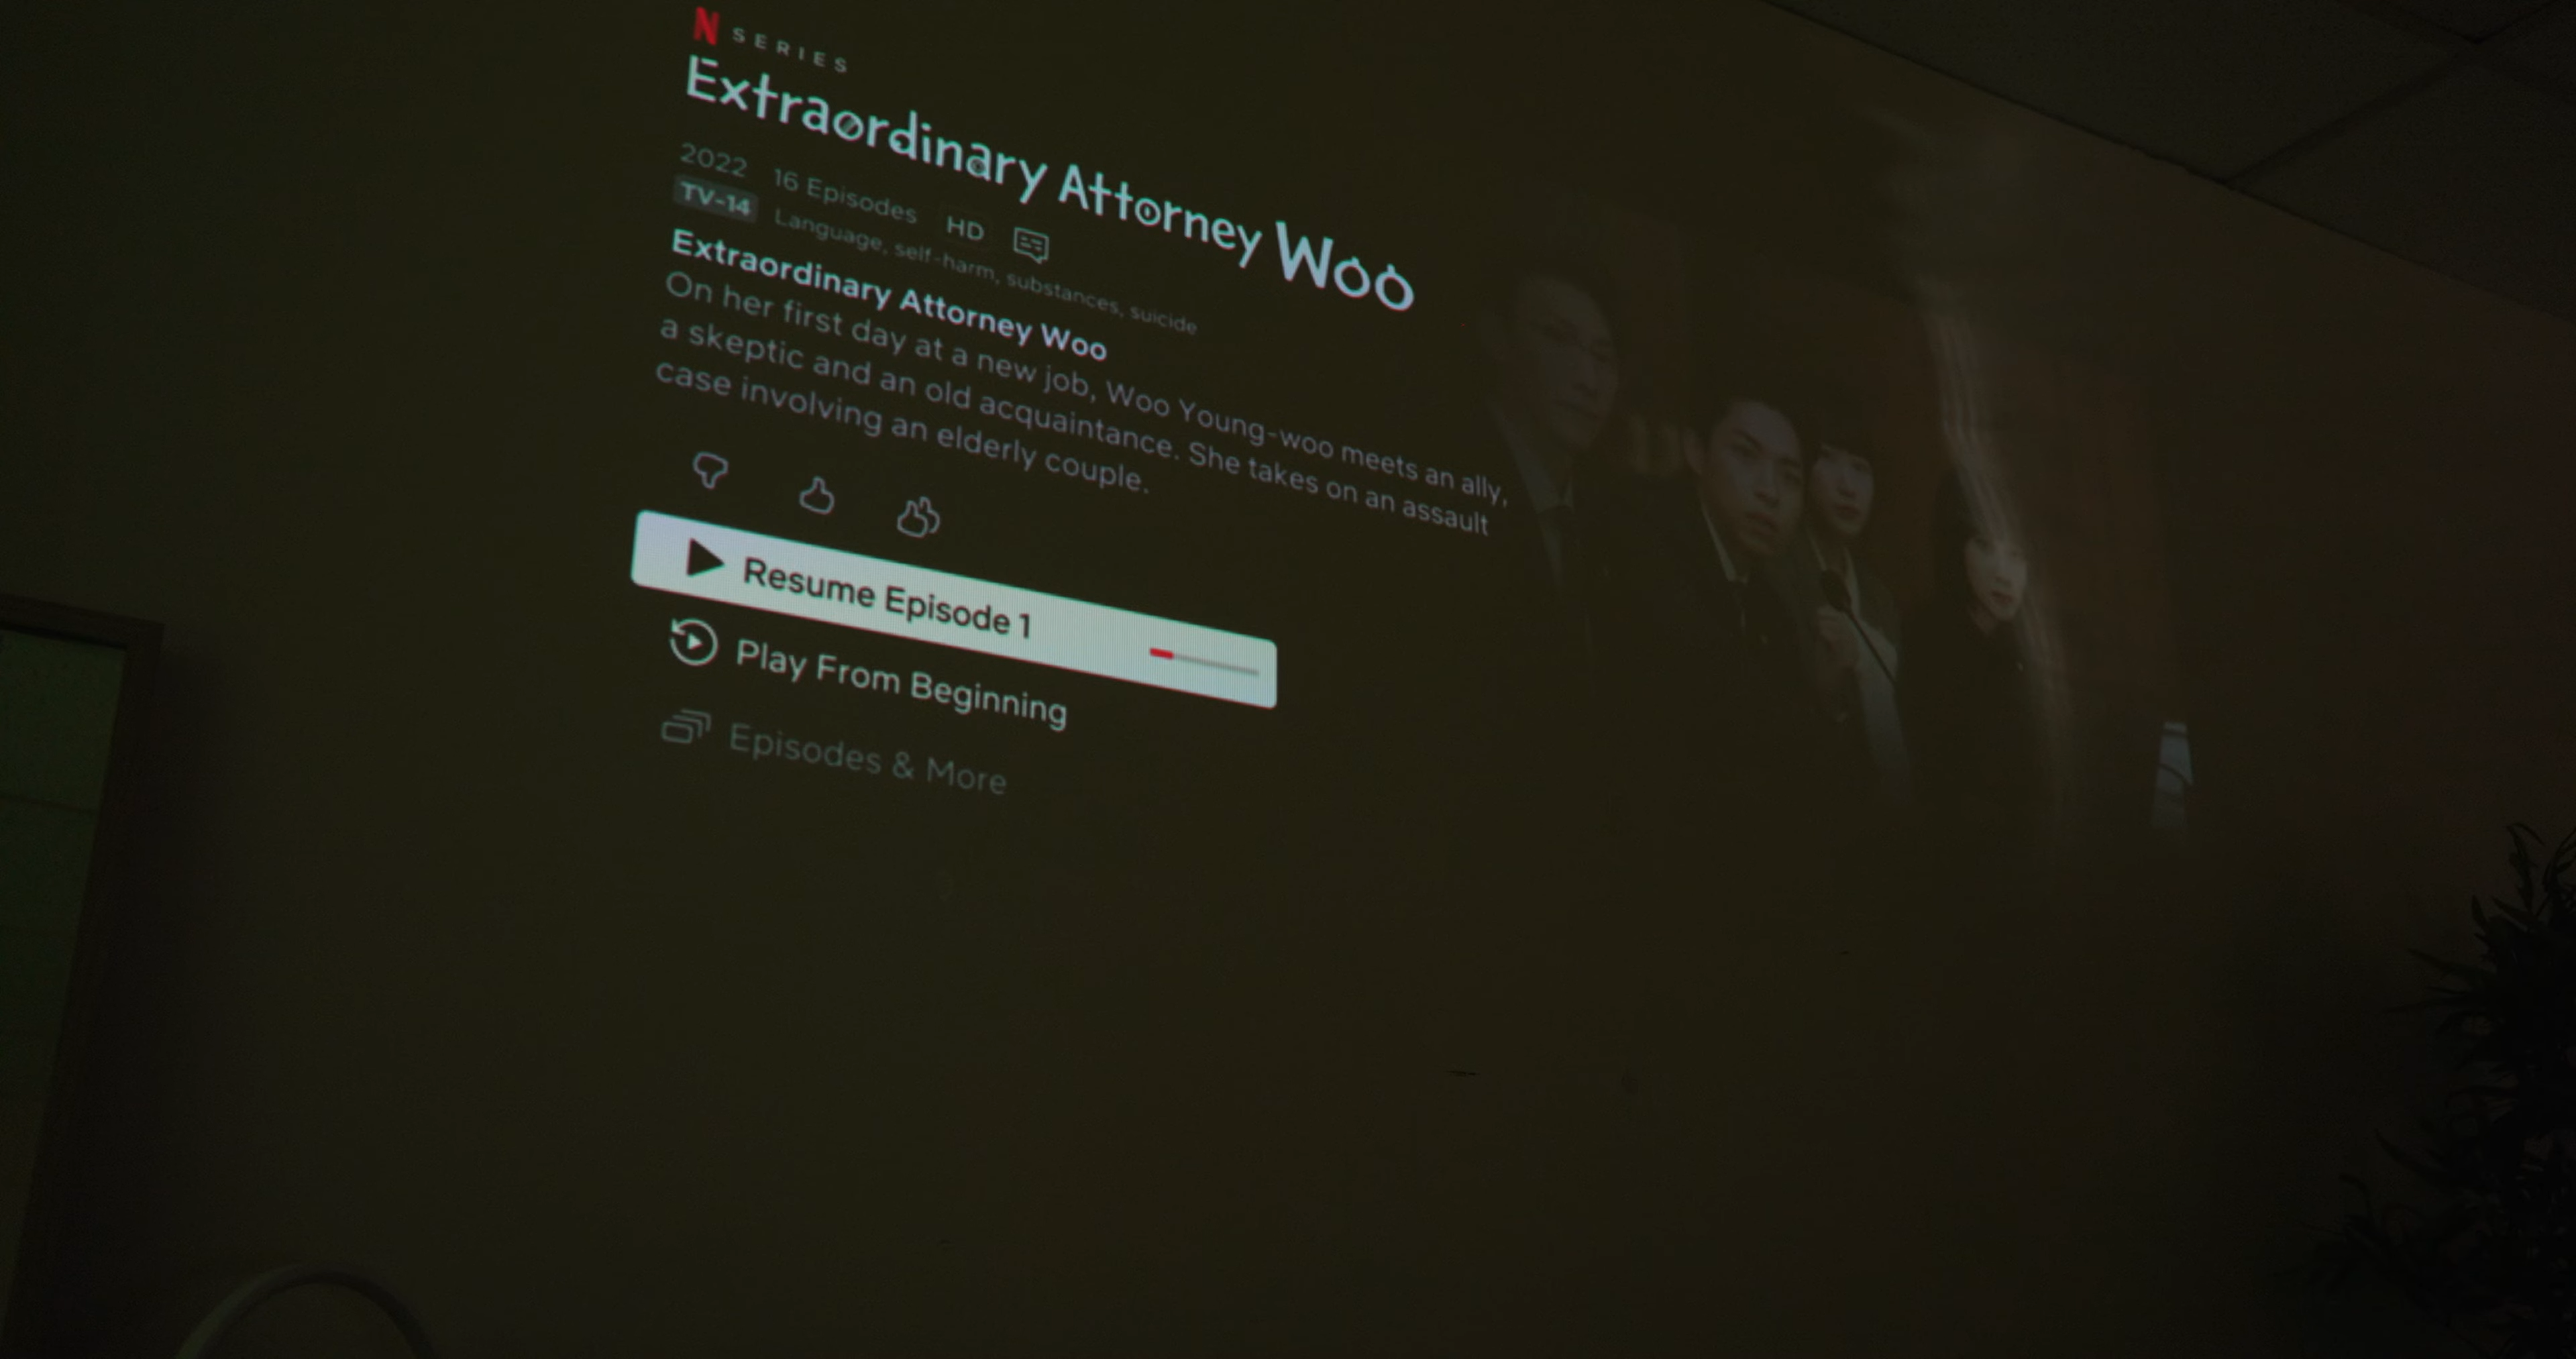 N SERIES
Extraordinary Attorney Woo
2022 16 Episodes HD
TV-14 Language, self-harm, substances, suicide
Extraordinary Attorney Woo
On her first day at a new job, Woo Young-woo meets an ally,
a skeptic and an old acquaintance. She takes on an assault
case involving an elderly couple.
Resume Episode 1
Play From Beginning
Episodes & More